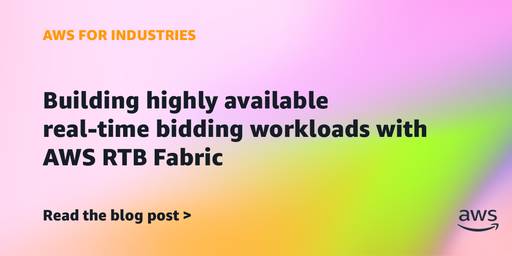 AWS FOR INDUSTRIES
Building highly available
real-time bidding workloads with
AWS RTB Fabric
Read the blog post >
aws